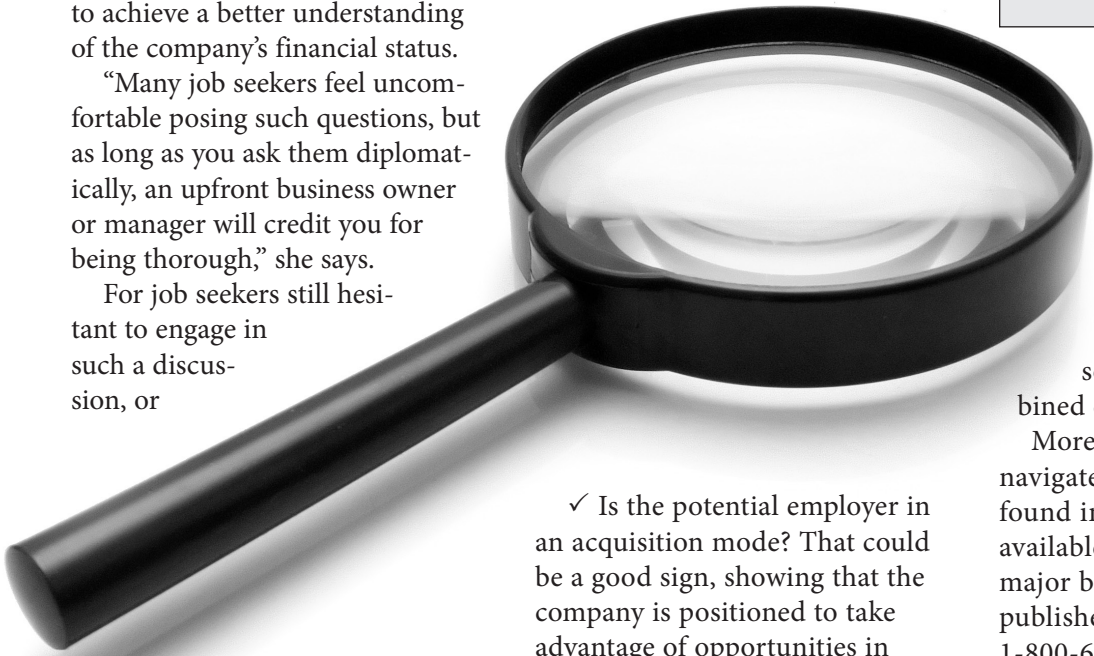 to achieve a better understanding
of the company’s financial status.
“Many job seekers feel uncom-
fortable posing such questions, but
as long as you ask them diplomat-
ically, an upfront business owner
or manager will credit you for
being thorough,” she says.
For job seekers still hesi-
tant to engage in
such a discus-
sion, or
✓ Is the potential employer in
an acquisition mode? That could
be a good sign, showing that the
company is positioned to take
advantage of opportunities in
bined
More
navigate
found in
available
major b
publishe
1-800-6